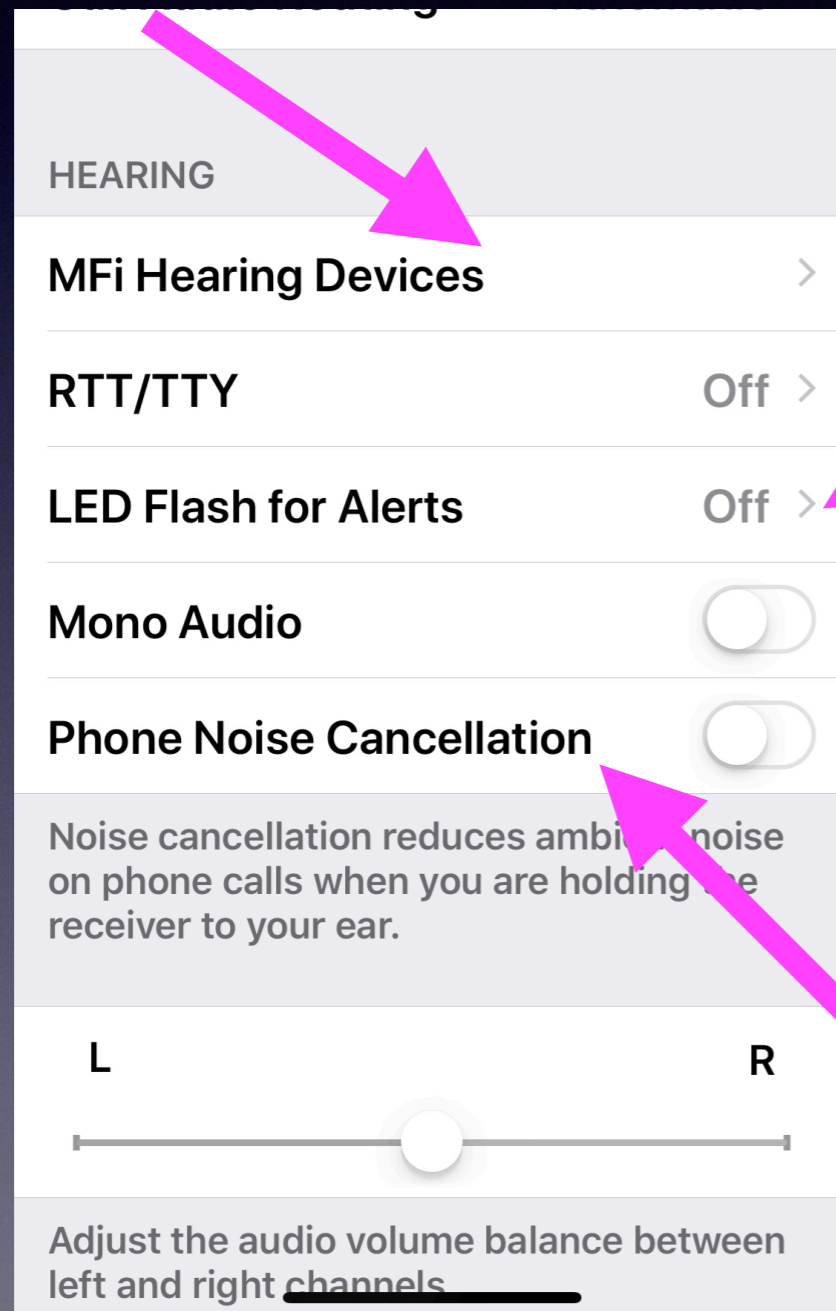 HEARING
MFi Hearing Devices
RTT/TTY Off
LED Flash for Alerts Off
Mono Audio
Phone Noise Cancellation
Noise cancellation reduces noise
on phone calls when you are holding the
receiver to your ear.
L R
Adjust the audio volume balance between
left and right channels